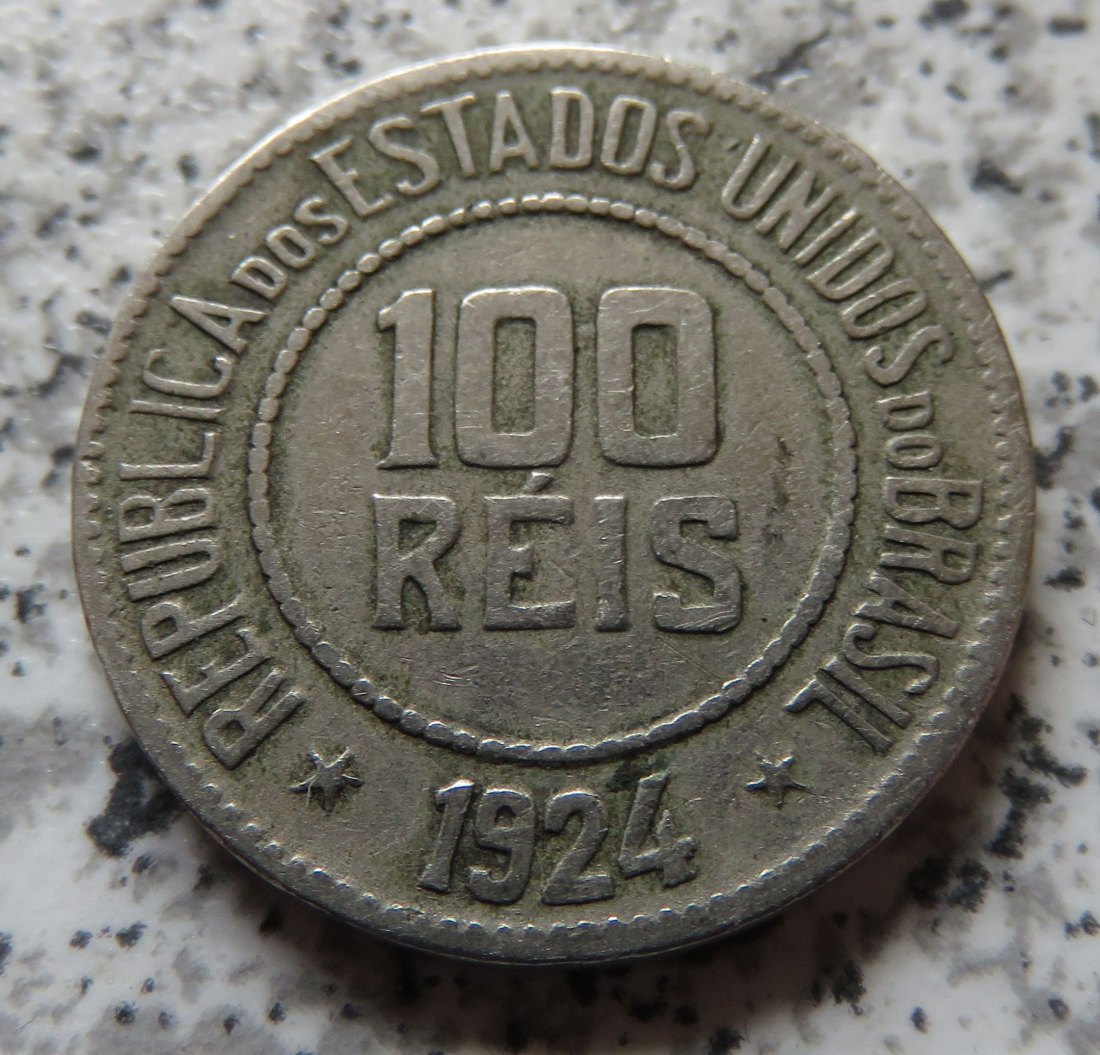 REPUBLICA DOS ESTADOS UNIDOS DO BRASIL
100
RÉIS
1924